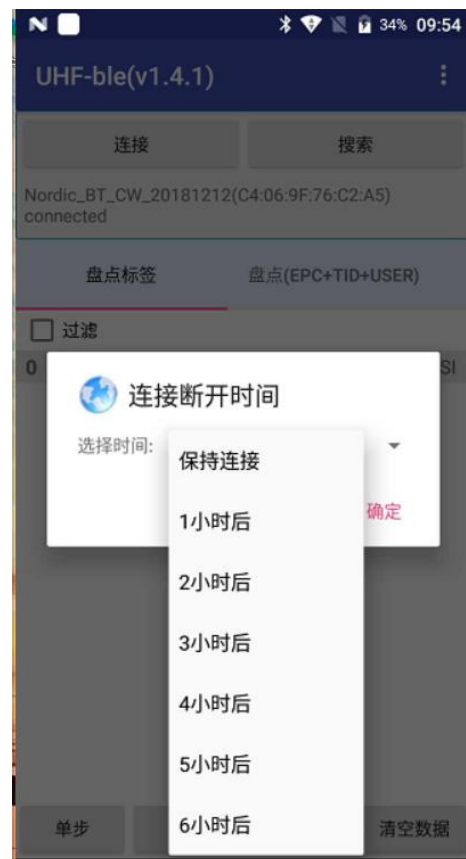 34% 09:54
UHF-ble(v1.4.1)
连接 搜索
Nordic_BT_CW_20181212(C4:06:9F:76:C2:A5)
connected
盘点标签 盘点(EPC+TID+USER)
过滤
0 SI
连接断开时间
选择时间:
保持连接
确定
1小时后
2小时后
3小时后
4小时后
5小时后
6小时后
单步 清空数据